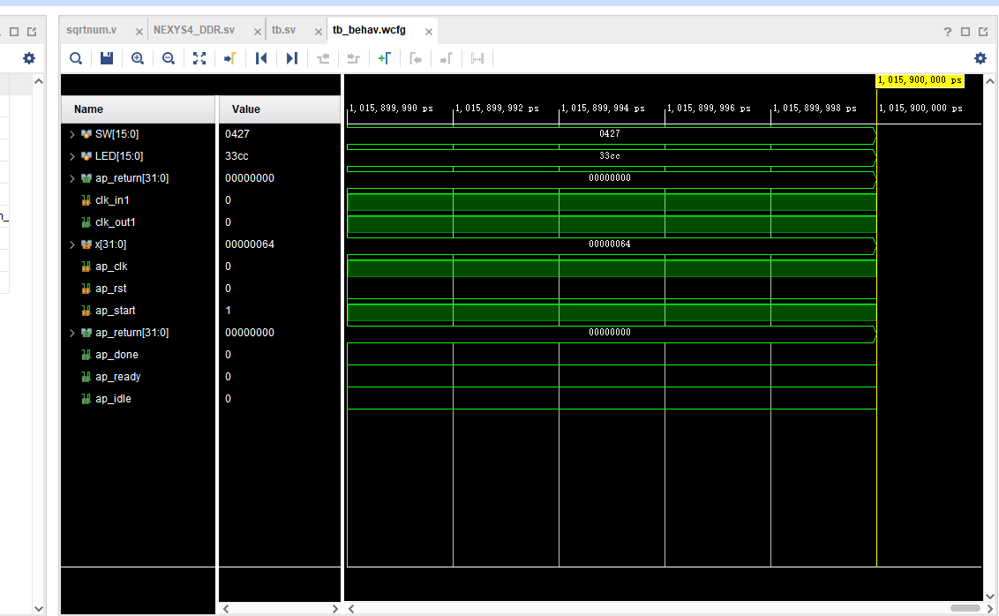 sqrtnum.v NEXYS4_DDR.sv tb.sv tb_behav.wcfg
1,015,900,000 ps
Name Value
1,015,899,990 ps 1,015,899,992 ps 1,015,899,994 ps 1,015,899,996 ps 1,015,899,998 ps 1,015,900,000 ps
SW[15:0] 0427 0427
LED[15:0] 33cc 33cc
ap_return[31:0] 00000000 00000000
clk_in1 0
n_
clk_out1 0
x[31:0] 00000064 00000064
ap_clk 0
ap_rst 0
ap_start 1
ap_return[31:0] 00000000 00000000
ap_done 0
ap_ready 0
ap_idle 0